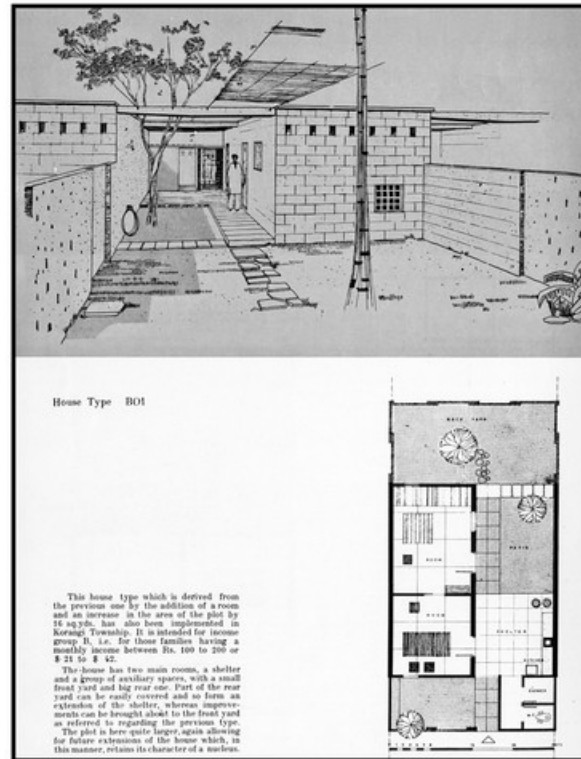 House Type BO1
This house type which is derived from
the previous one by the addition of a room
and an increase in the area of the plot by
16 sq.yds. has also been implemented in
Korangi Township. It is intended for income
group B, i.e. for those families having a
monthly income between Rs. 100 to 200 or
$ 21 to $ 42.
The house has two main rooms, a shelter
and a group of auxiliary spaces, with a small
front yard and big rear one. Part of the rear
yard can be easily covered and so form an
extendon of the shelter, whereas improve-
ments can be brought about to the front yard
as referred to regarding the previous type.
The plot is here quite larger, again allowing
for future extensions of the house which, in
this manner, retains its character of a nucleus.
BACK YARD
ROOM
PATIO
ROOM
SHELTER
KITCHEN
SHOWER
W.C.